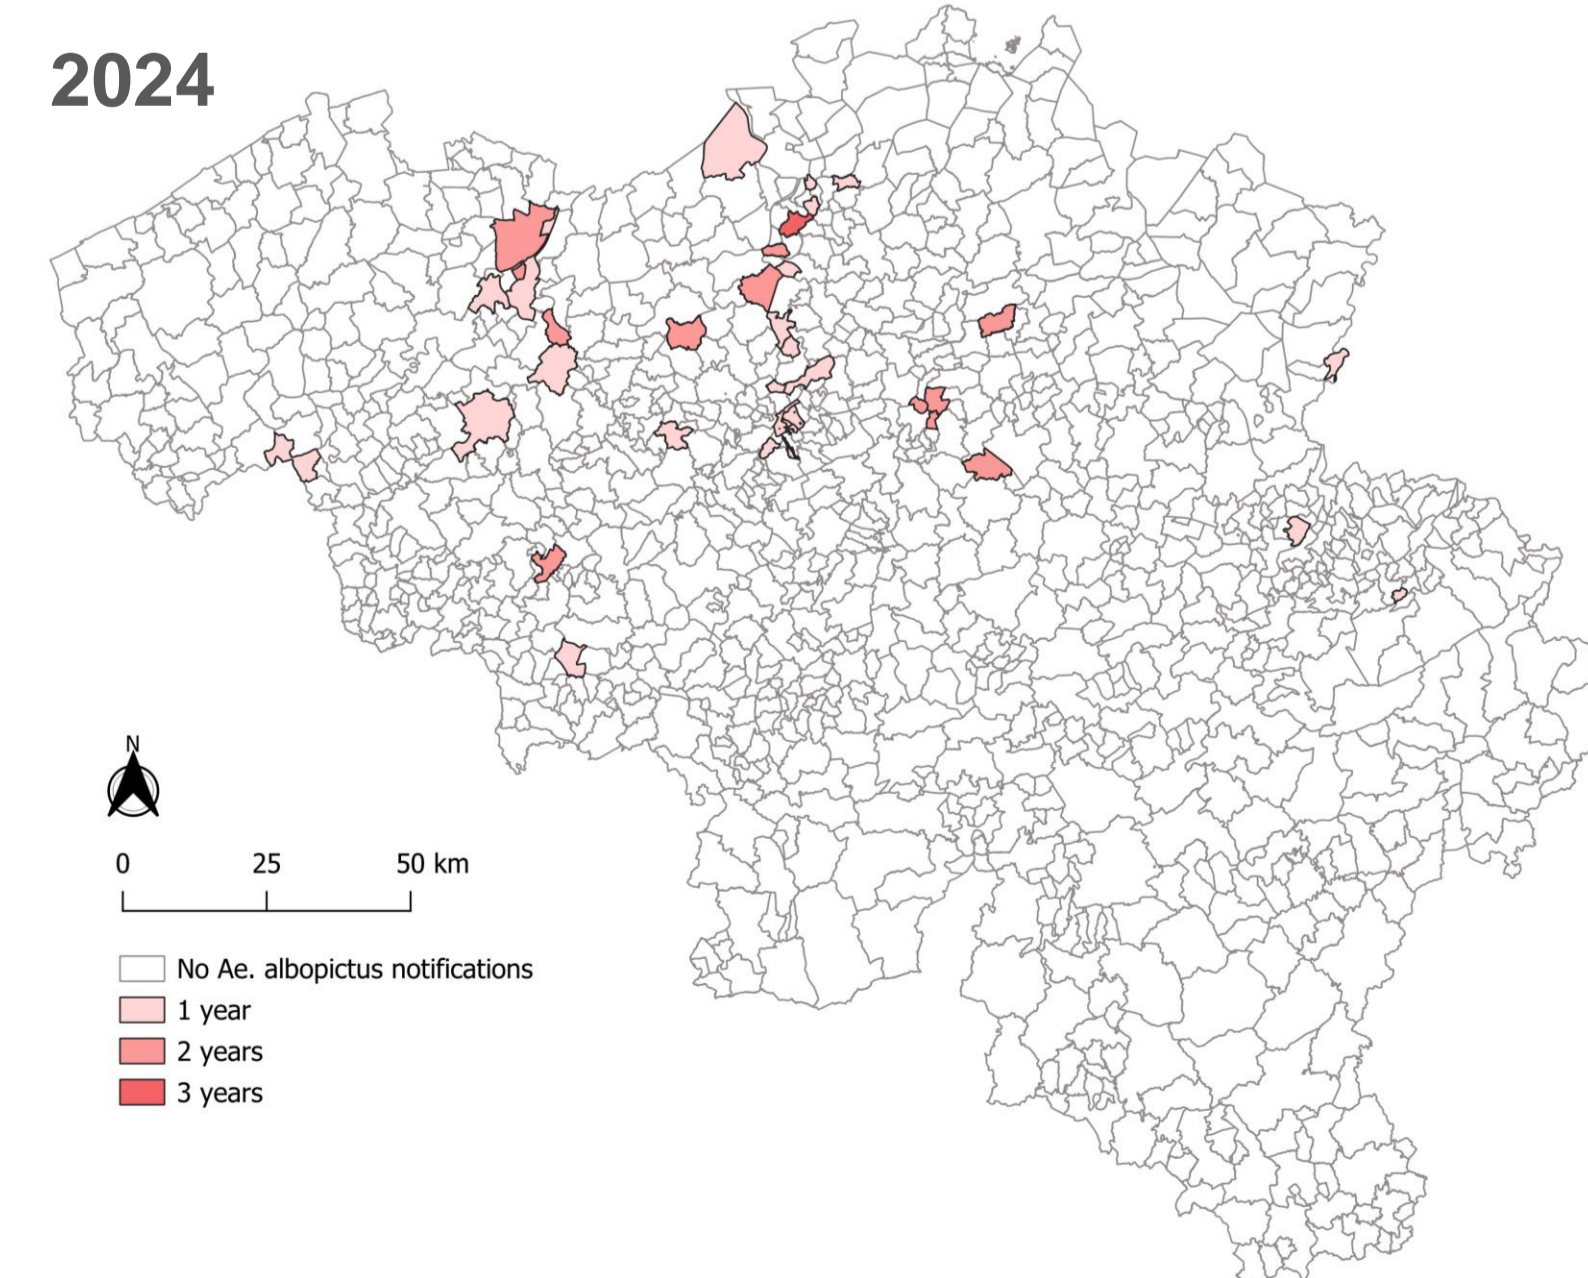 2024
N
0 25 50 km
No Ae. albopictus notifications
1 year
2 years
3 years